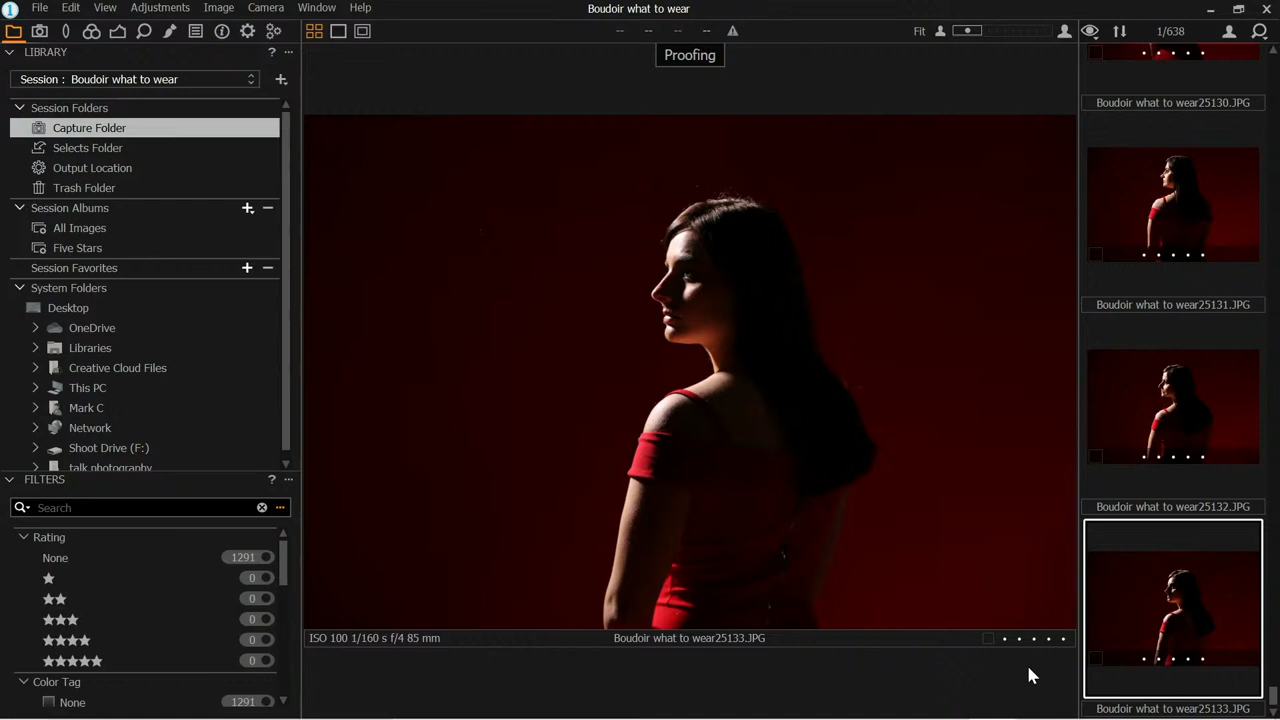 File Edit View Adjustments Image Camera Window Help
Boudoir what to wear
-- -- -- --
Fit
1/638
LIBRARY ? ...
Proofing
Session : Boudoir what to wear
Session Folders
Capture Folder
Selects Folder
Output Location
Trash Folder
Session Albums
All Images
Five Stars
Session Favorites
System Folders
Desktop
OneDrive
Libraries
Creative Cloud Files
This PC
Mark C
Network
Shoot Drive (F:)
talk photography
FILTERS ? ...
Search
Rating
None 1291
0
0
0
0
0
Color Tag
None 1291
ISO 100 1/160 s f/4 85 mm
Boudoir what to wear25133.JPG
Boudoir what to wear25130.JPG
Boudoir what to wear25131.JPG
Boudoir what to wear25132.JPG
Boudoir what to wear25133.JPG